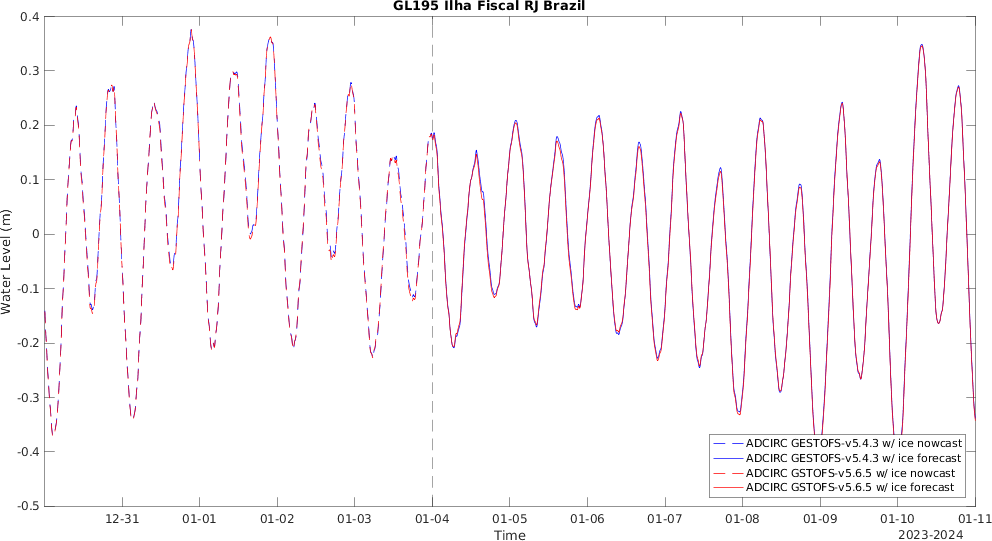 GL195 Ilha Fiscal RJ Brazil
0.4
0.3
0.2
0.1
0
-0.1
-0.2
-0.3
-0.4
-0.5
Water Level (m)
ADCIRC GESTOFS-v5.4.3 w/ ice nowcast
ADCIRC GESTOFS-v5.4.3 w/ ice forecast
ADCIRC GSTOFS-v5.6.5 w/ ice nowcast
ADCIRC GSTOFS-v5.6.5 w/ ice forecast
12-31 01-01 01-02 01-03 01-04 01-05 01-06 01-07 01-08 01-09 01-10 01-11
Time
2023-2024